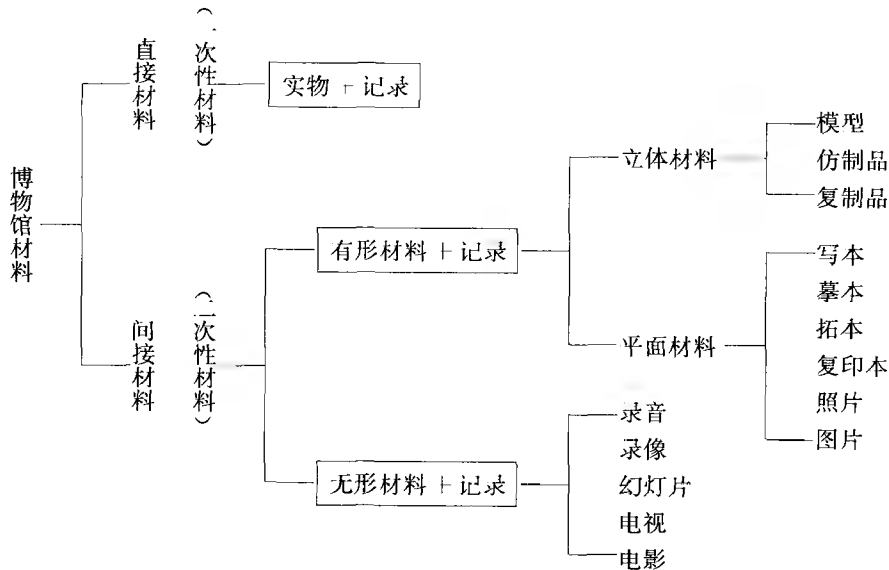 博物馆材料
直接材料
（一次性材料）
实物＋记录
间接材料
（二次性材料）
有形材料＋记录
立体材料
模型
仿制品
复制品
平面材料
写本
摹本
拓本
复印本
照片
图片
无形材料＋记录
录音
录像
幻灯片
电视
电影